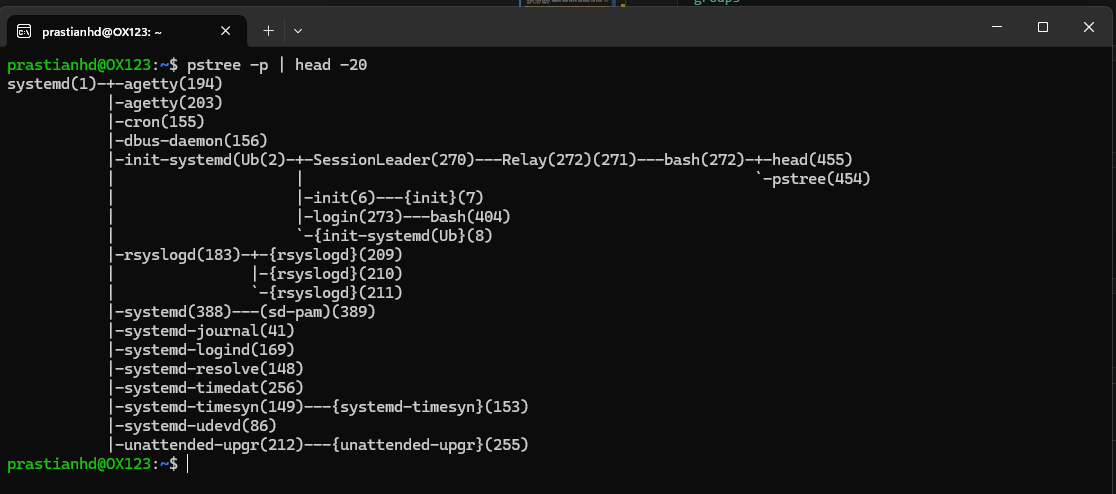 groups
prastianhd@OX123: ~
prastianhd@OX123:~$ pstree -p | head -20
systemd(1)-+-agetty(194)
           |-agetty(203)
           |-cron(155)
           |-dbus-daemon(156)
           |-init-systemd(Ub(2)-+-SessionLeader(270)---Relay(272)(271)---bash(272)-+-head(455)
           |                    |                                                  `-pstree(454)
           |                    |-init(6)---{init}(7)
           |                    |-login(273)---bash(404)
           |                    `-{init-systemd(Ub}(8)
           |-rsyslogd(183)-+-{rsyslogd}(209)
           |               |-{rsyslogd}(210)
           |               `-{rsyslogd}(211)
           |-systemd(388)---(sd-pam)(389)
           |-systemd-journal(41)
           |-systemd-logind(169)
           |-systemd-resolve(148)
           |-systemd-timedat(256)
           |-systemd-timesyn(149)---{systemd-timesyn}(153)
           |-systemd-udevd(86)
           |-unattended-upgr(212)---{unattended-upgr}(255)
prastianhd@OX123:~$